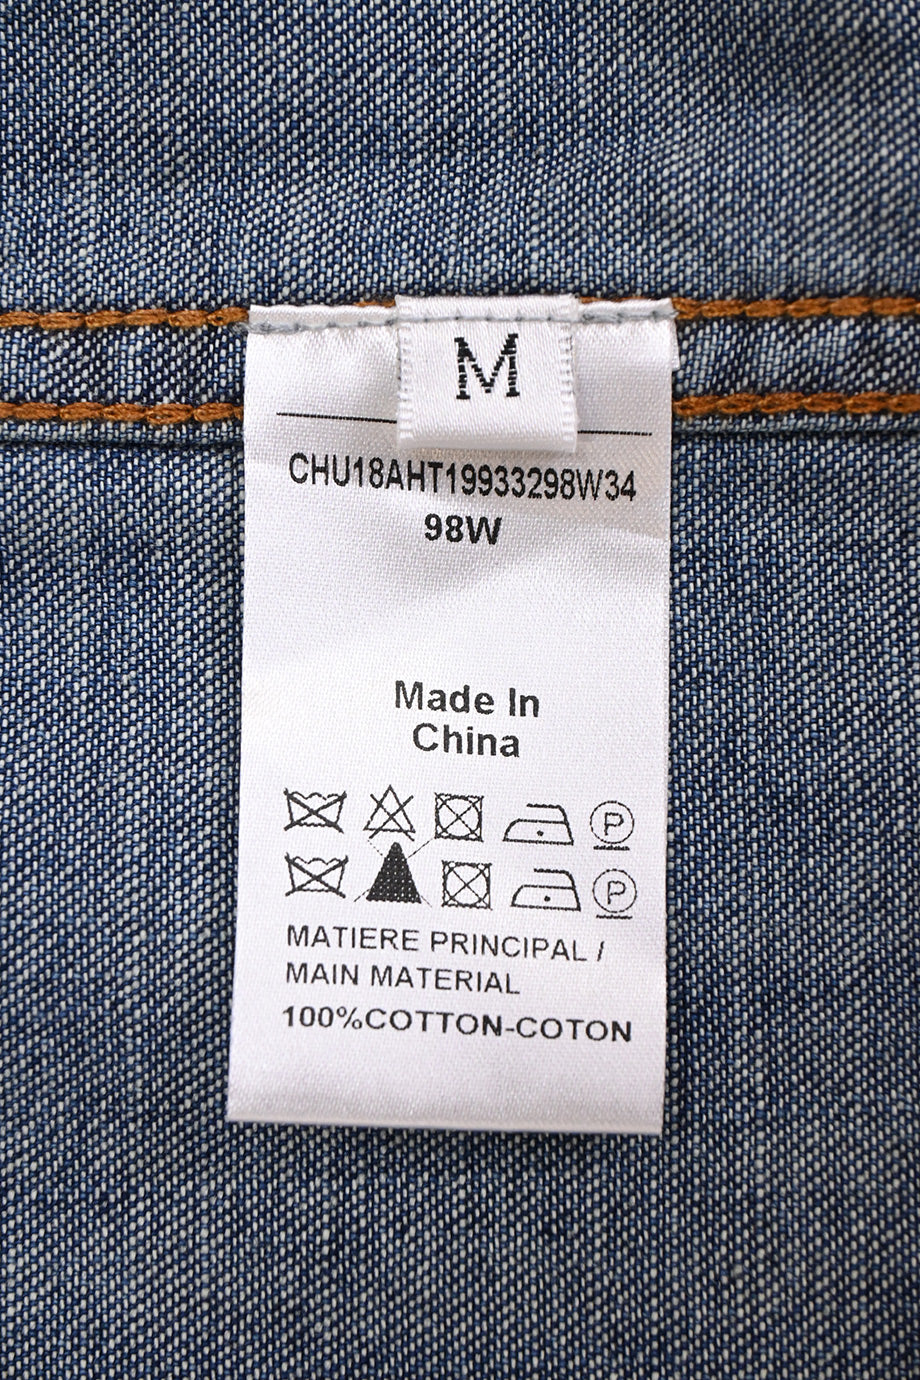 M
CHU18AHT19933298W34
98W
Made In
China
P
P
MATIERE PRINCIPAL /
MAIN MATERIAL
100%COTTON-COTON